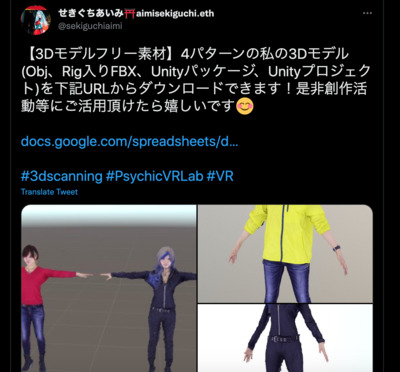 せきぐちあいみ⛩️aimisekiguchi.eth
@sekiguchiaimi
【3Dモデルフリー素材】4パターンの私の3Dモデル
(Obj、Rig入りFBX、Unityパッケージ、Unityプロジェク
ト)を下記URLからダウンロードできます！是非創作活
動等にご活用頂けたら嬉しいです😊
docs.google.com/spreadsheets/d...
#3dscanning #PsychicVRLab #VR
Translate Tweet